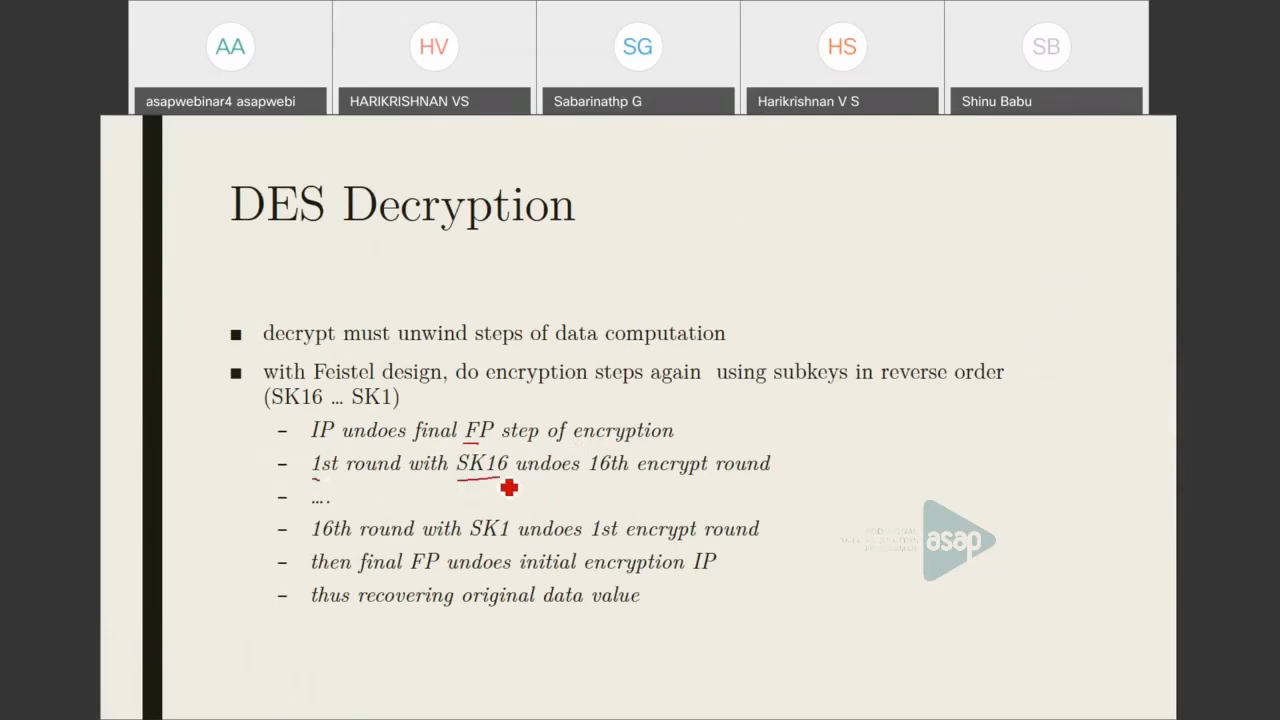 AA
HV
SG
HS
SB
asapwebinar4 asapwebi
HARIKRISHNAN VS
Sabarinathp G
Harikrishnan V S
Shinu Babu
DES Decryption
■ decrypt must unwind steps of data computation
■ with Feistel design, do encryption steps again using subkeys in reverse order
(SK16 … SK1)
– IP undoes final FP step of encryption
– 1st round with SK16 undoes 16th encrypt round
– ….
– 16th round with SK1 undoes 1st encrypt round
– then final FP undoes initial encryption IP
– thus recovering original data value
asap